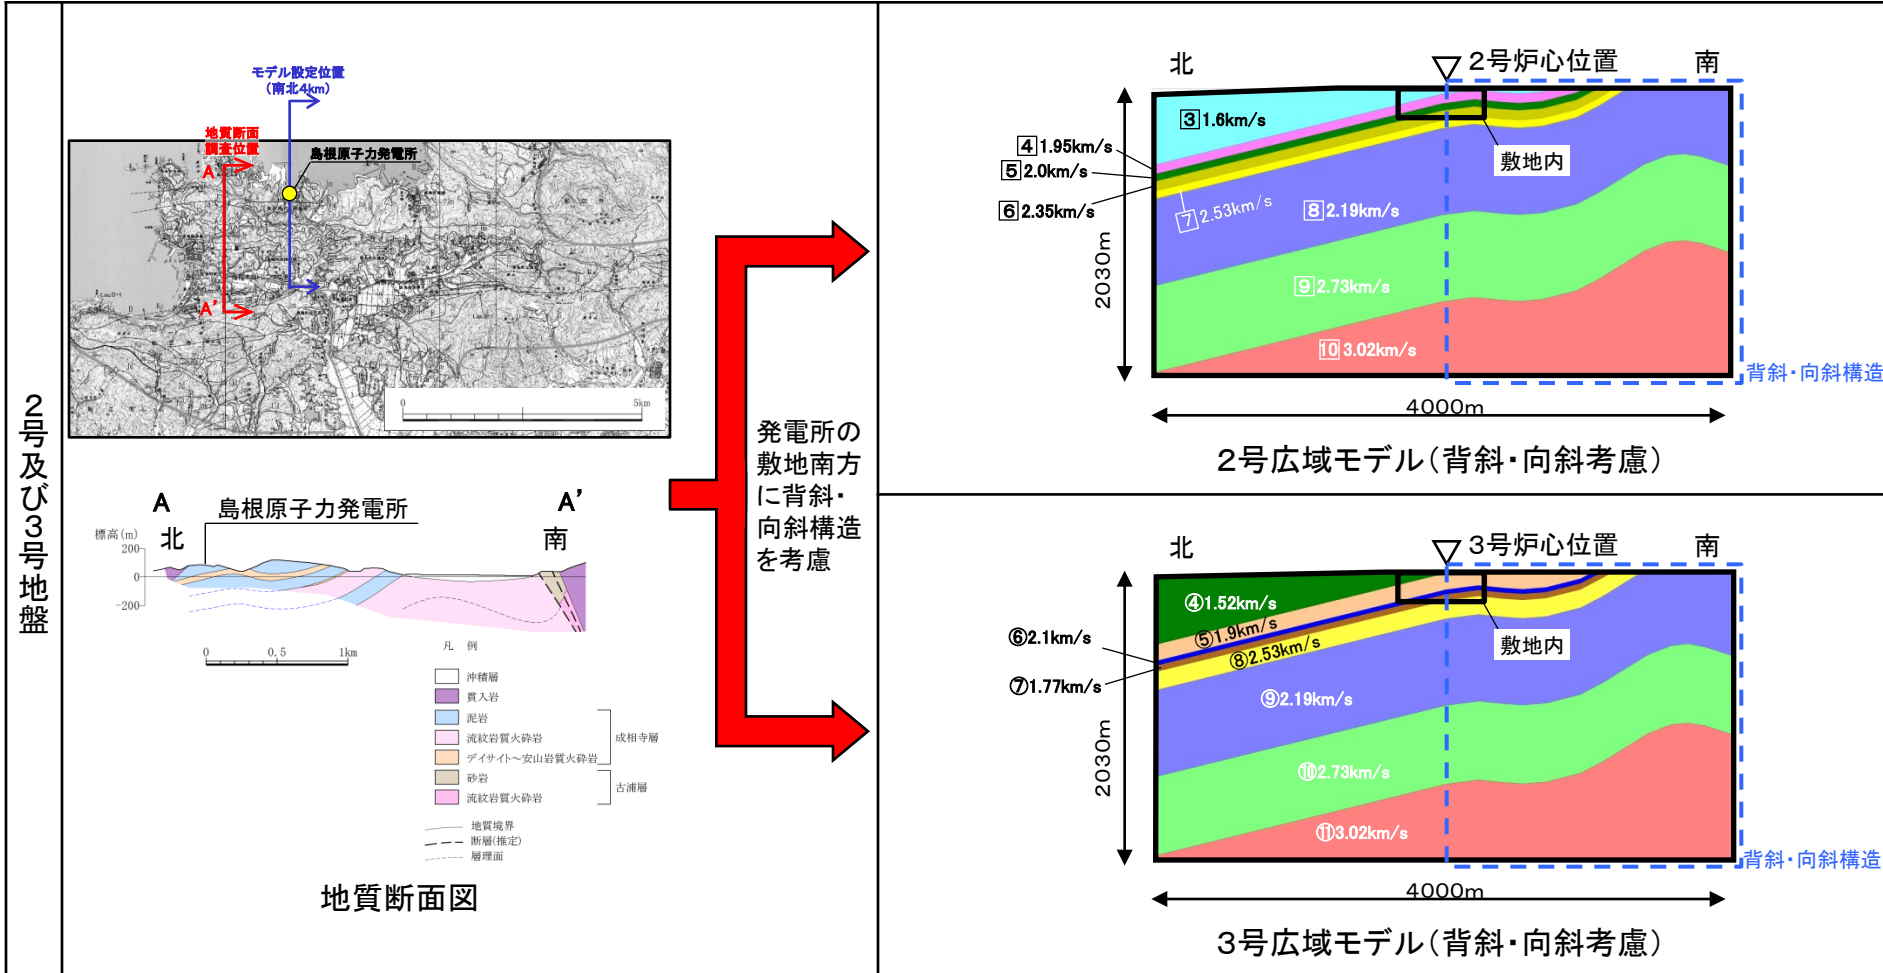 2号及び3号地盤
モデル設定位置
(南北4km)
地質断面
調査位置
島根原子力発電所
A
A'
0
5km
A
A'
北
島根原子力発電所
南
標高(m)
200
0
-200
0
0.5
1km
凡 例
沖積層
貫入岩
泥岩
流紋岩質火砕岩
デイサイト～安山岩質火砕岩
成相寺層
砂岩
流紋岩質火砕岩
古浦層
地質境界
断層(推定)
層理面
地質断面図
発電所の
敷地南方
に背斜・
向斜構造
を考慮
北
2号炉心位置
南
3 1.6km/s
4 1.95km/s
5 2.0km/s
6 2.35km/s
7 2.53km/s
8 2.19km/s
9 2.73km/s
10 3.02km/s
敷地内
2030m
4000m
背斜・向斜構造
2号広域モデル(背斜・向斜考慮)
北
3号炉心位置
南
④1.52km/s
⑤1.9km/s
⑥2.1km/s
⑦1.77km/s
⑧2.53km/s
⑨2.19km/s
⑩2.73km/s
⑪3.02km/s
敷地内
2030m
4000m
背斜・向斜構造
3号広域モデル(背斜・向斜考慮)